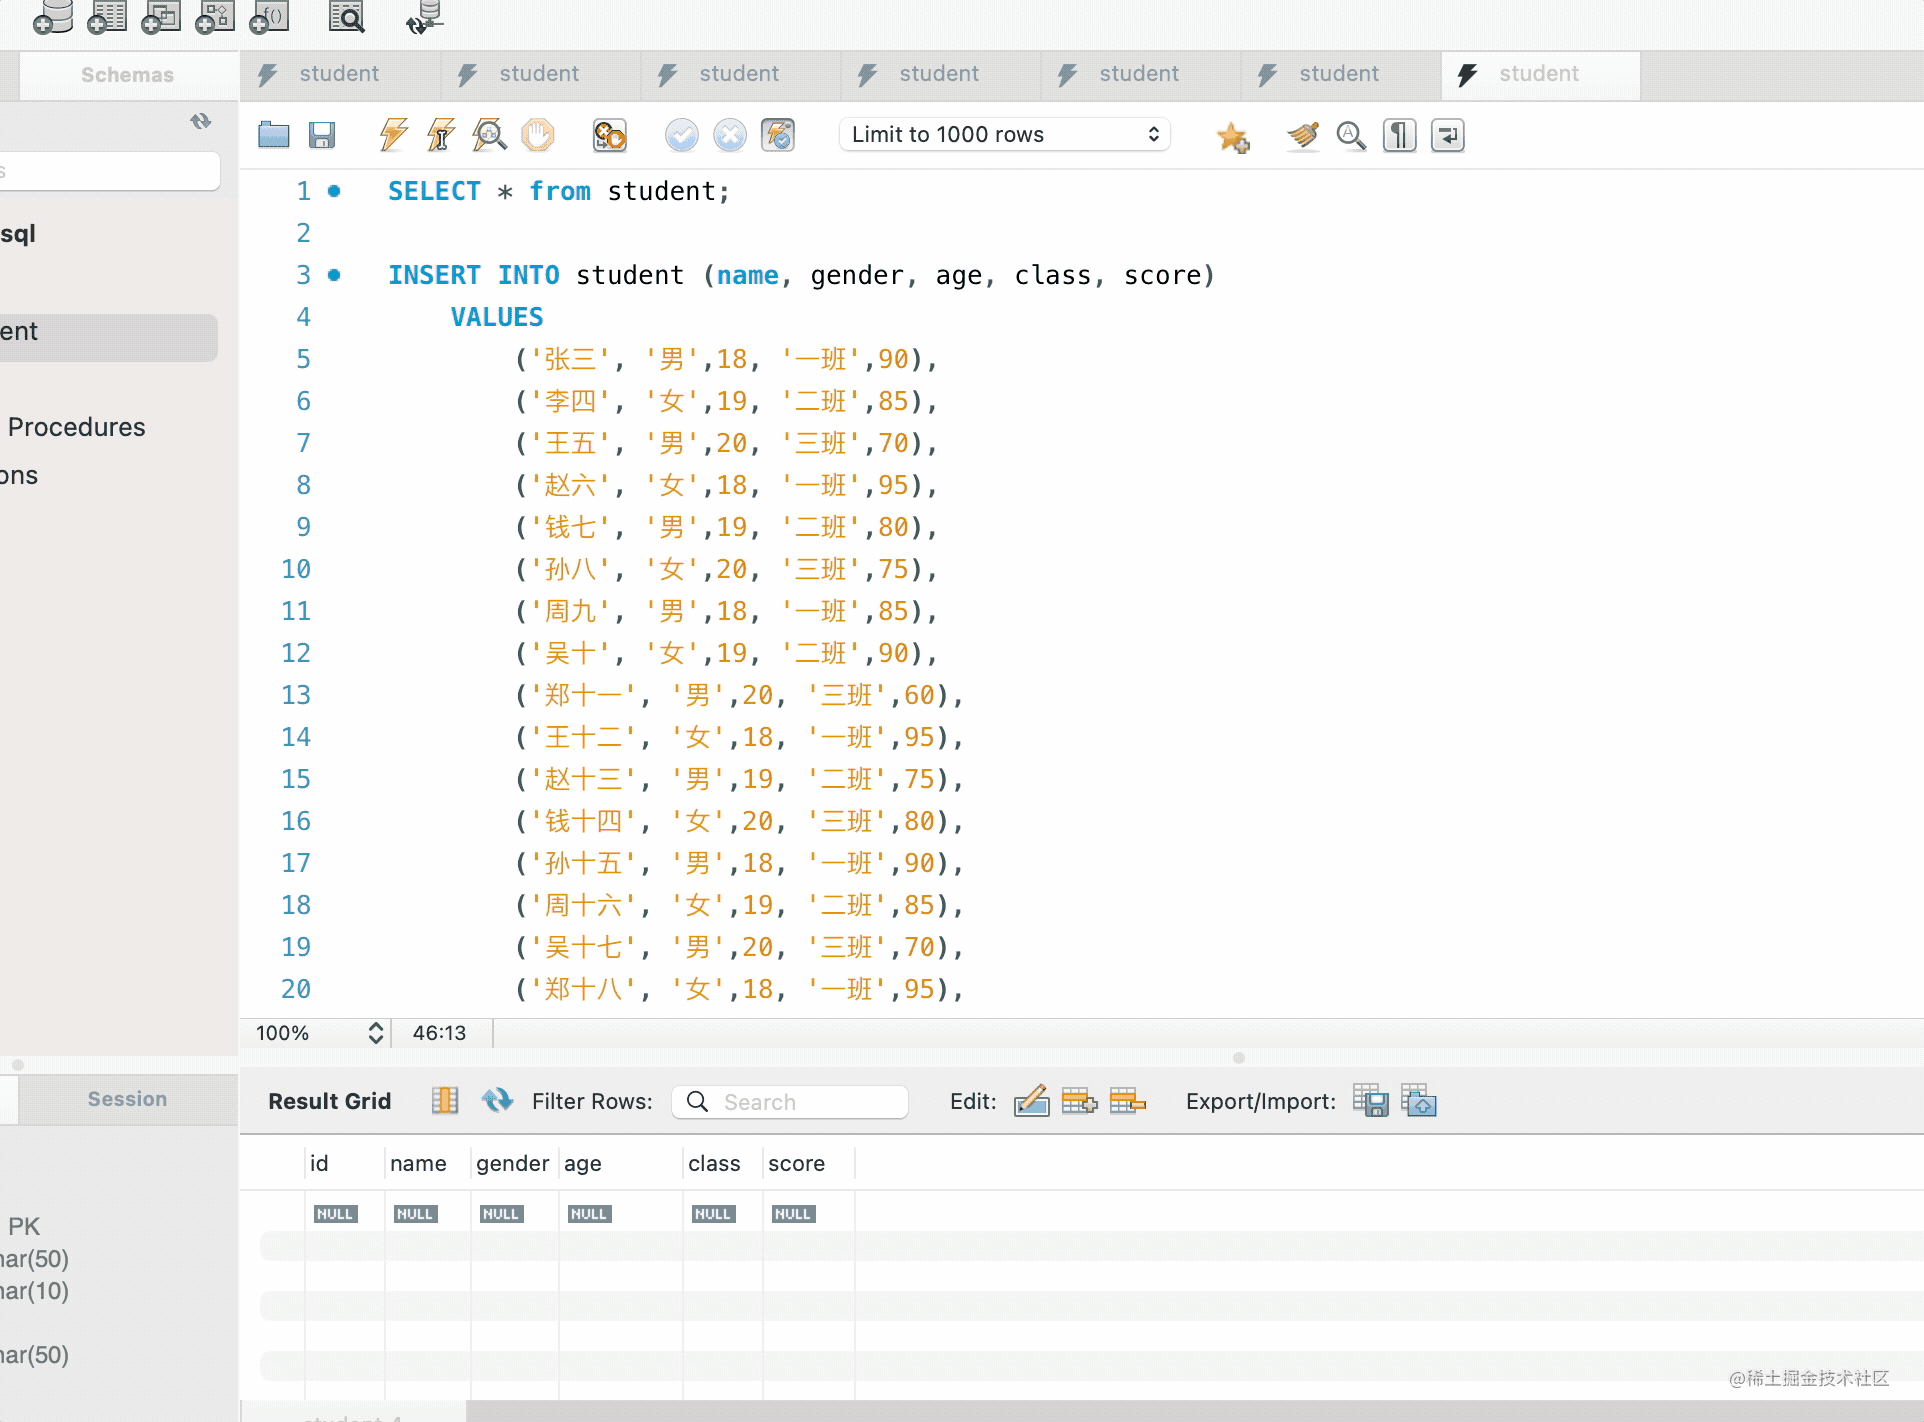 Schemas
student
student
student
student
student
student
student
Limit to 1000 rows
s
sql
ent
Procedures
ons
1 SELECT * from student;
2
3 INSERT INTO student (name, gender, age, class, score)
4 VALUES
5 ('张三', '男',18, '一班',90),
6 ('李四', '女',19, '二班',85),
7 ('王五', '男',20, '三班',70),
8 ('赵六', '女',18, '一班',95),
9 ('钱七', '男',19, '二班',80),
10 ('孙八', '女',20, '三班',75),
11 ('周九', '男',18, '一班',85),
12 ('吴十', '女',19, '二班',90),
13 ('郑十一', '男',20, '三班',60),
14 ('王十二', '女',18, '一班',95),
15 ('赵十三', '男',19, '二班',75),
16 ('钱十四', '女',20, '三班',80),
17 ('孙十五', '男',18, '一班',90),
18 ('周十六', '女',19, '二班',85),
19 ('吴十七', '男',20, '三班',70),
20 ('郑十八', '女',18, '一班',95),
100% 46:13
Session
PK
har(50)
har(10)
har(50)
Result Grid Filter Rows: Search Edit: Export/Import:
id name gender age class score
NULL NULL NULL NULL NULL NULL
student 4
@稀土掘金技术社区